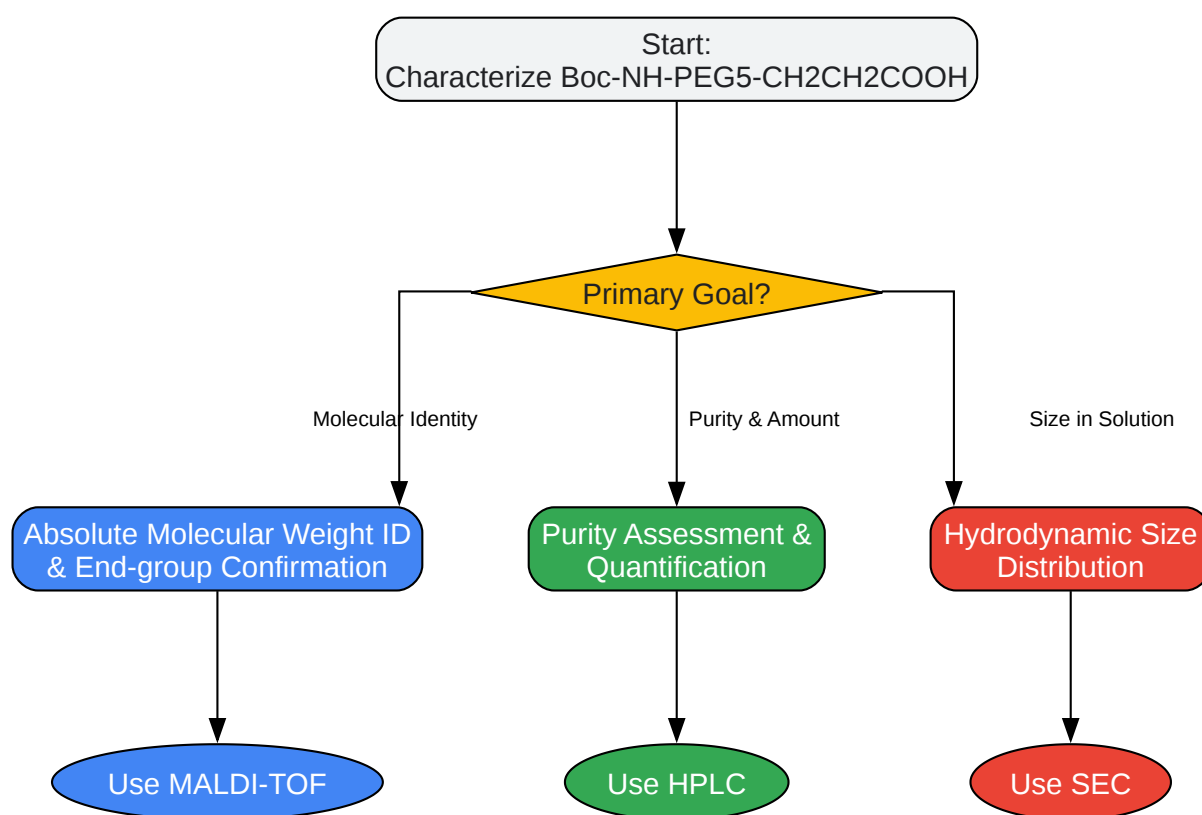 Start:
Characterize Boc-NH-PEG5-CH2CH2COOH
Primary Goal?
Molecular Identity
Purity & Amount
Size in Solution
Absolute Molecular Weight ID
& End-group Confirmation
Purity Assessment &
Quantification
Hydrodynamic Size
Distribution
Use MALDI-TOF
Use HPLC
Use SEC